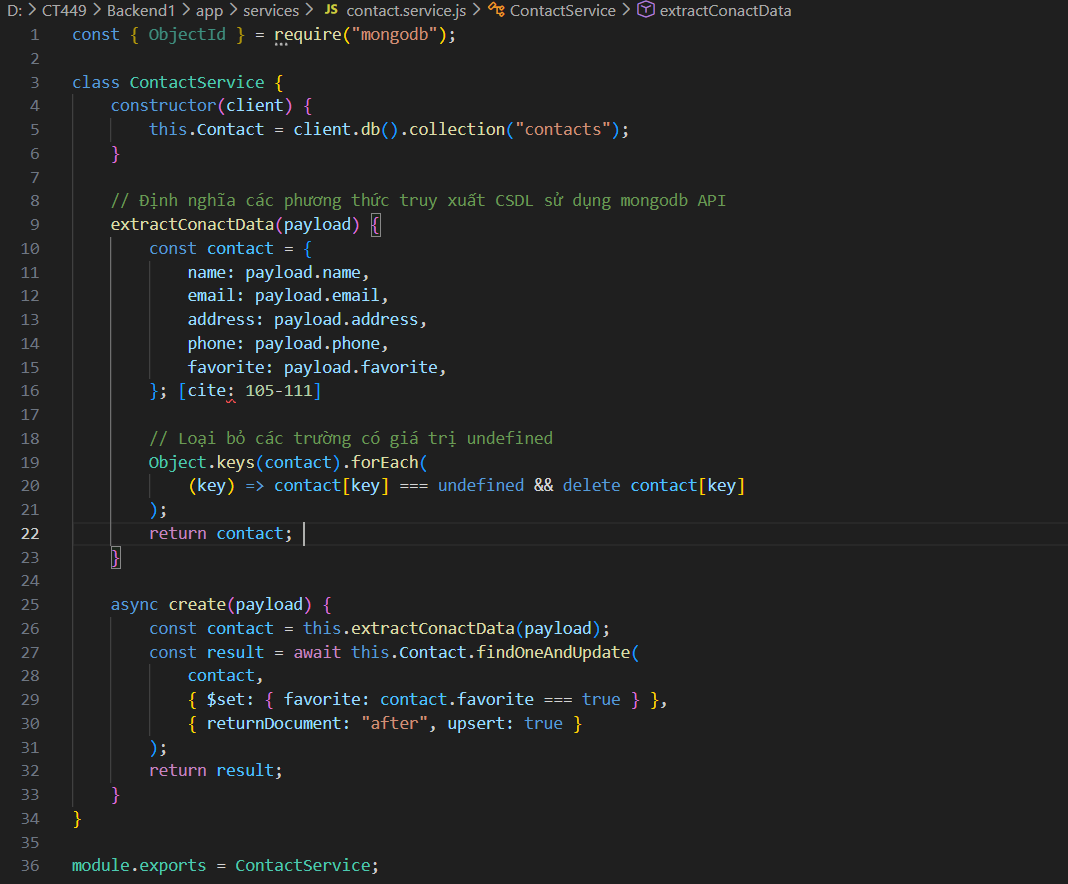 D: > CT449 > Backend1 > app > services > JS contact.service.js > ContactService > extractConactData
1 const { ObjectId } = require("mongodb");
2
3 class ContactService {
4     constructor(client) {
5         this.Contact = client.db().collection("contacts");
6     }
7
8     // Định nghĩa các phương thức truy xuất CSDL sử dụng mongodb API
9     extractConactData(payload) {
10         const contact = {
11             name: payload.name,
12             email: payload.email,
13             address: payload.address,
14             phone: payload.phone,
15             favorite: payload.favorite,
16         }; [cite: 105-111]
17
18         // Loại bỏ các trường có giá trị undefined
19         Object.keys(contact).forEach(
20             (key) => contact[key] === undefined && delete contact[key]
21         );
22         return contact;
23     }
24
25     async create(payload) {
26         const contact = this.extractConactData(payload);
27         const result = await this.Contact.findOneAndUpdate(
28             contact,
29             { $set: { favorite: contact.favorite === true } },
30             { returnDocument: "after", upsert: true }
31         );
32         return result;
33     }
34 }
35
36 module.exports = ContactService;